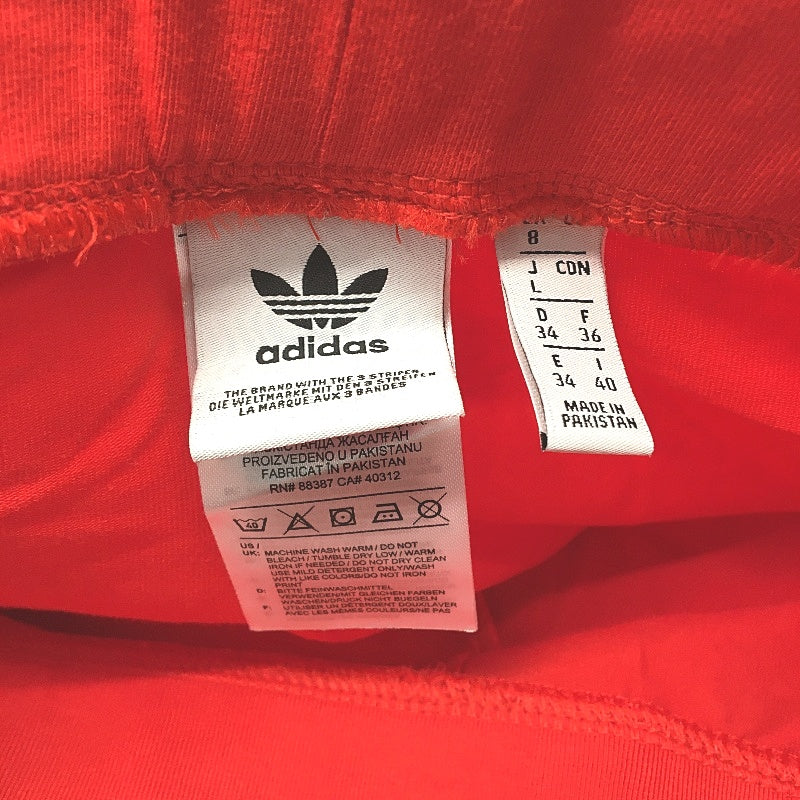 adidas
THE BRAND WITH THE 3 STRIPES
DIE WELTMARKE MIT DEN 3 STREIFEN
LA MARQUE AUX 3 BANDES
ЖАСАЛҒАН
PROIZVEDENO U PAKISTANU
FABRICAT ÎN PAKISTAN
RN# 88387 CA# 40312
40
US /
UK: MACHINE WASH WARM / DO NOT
BLEACH / TUMBLE DRY LOW / WARM
IRON IF NEEDED / DO NOT DRY CLEAN
USE MILD DETERGENT ONLY/WASH
WITH LIKE COLORS/DO NOT IRON
PRINT
D: BITTE FEINWASCHMITTEL
VERWENDEN/MIT GLEICHEN FARBEN
WASCHEN/DRUCK NICHT BUEGELN
F: UTILISER UN DETERGENT DOUX/LAVER
AVEC LES MÊMES COULEURS/NE PAS
8
J CDN
L
D F
34 36
E I
34 40
MADE IN
PAKISTAN